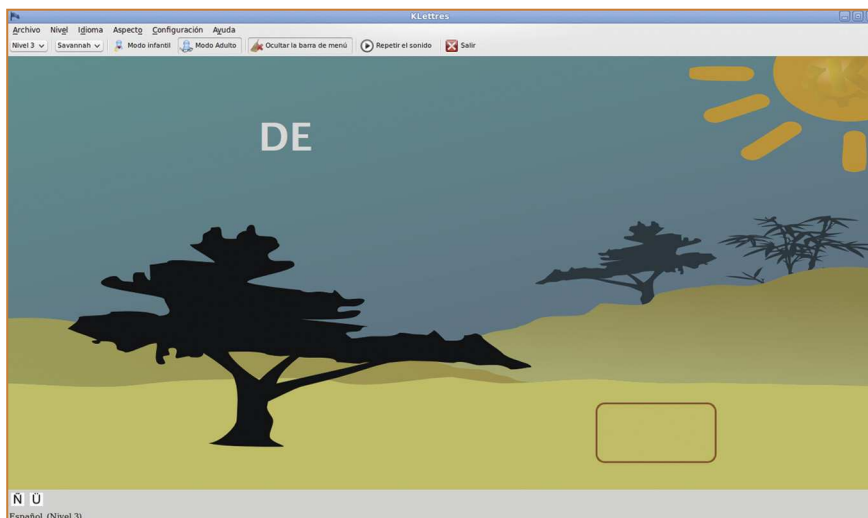 KLettres
Archivo Nivel Idioma Aspecto Configuración Ayuda
Nivel 3 Savannah Modo infantil Modo Adulto Ocultar la barra de menú Repetir el sonido Salir
DE
Ñ Ü
Español (Nivel 3)